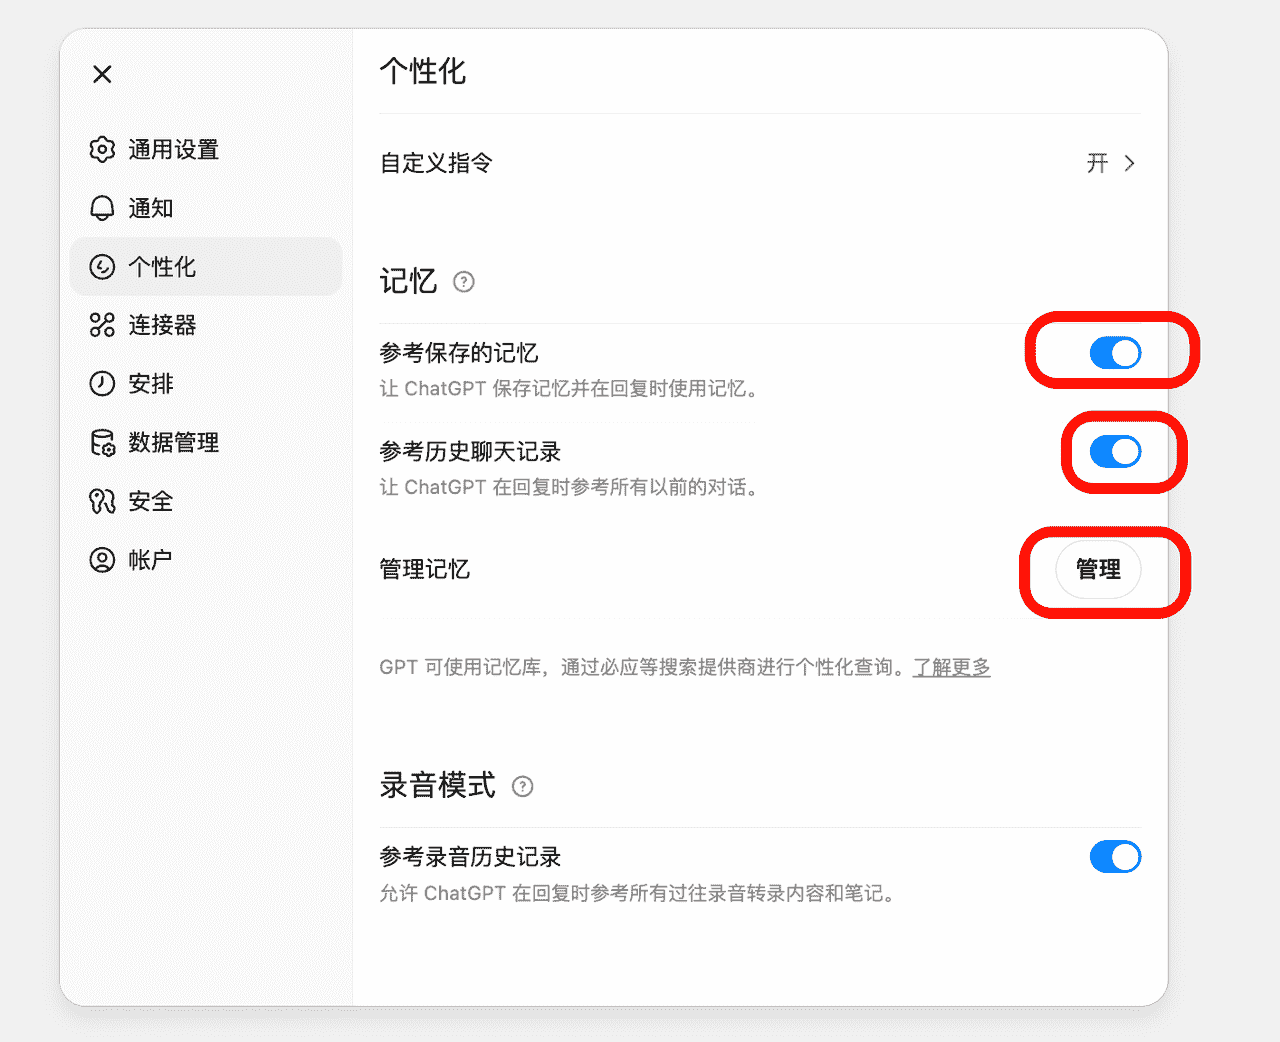 个性化
通用设置
通知
个性化
连接器
安排
数据管理
安全
帐户
自定义指令
开
记忆
参考保存的记忆
让 ChatGPT 保存记忆并在回复时使用记忆。
参考历史聊天记录
让 ChatGPT 在回复时参考所有以前的对话。
管理记忆
管理
GPT 可使用记忆库，通过必应等搜索提供商进行个性化查询。了解更多
录音模式
参考录音历史记录
允许 ChatGPT 在回复时参考所有过往录音转录内容和笔记。